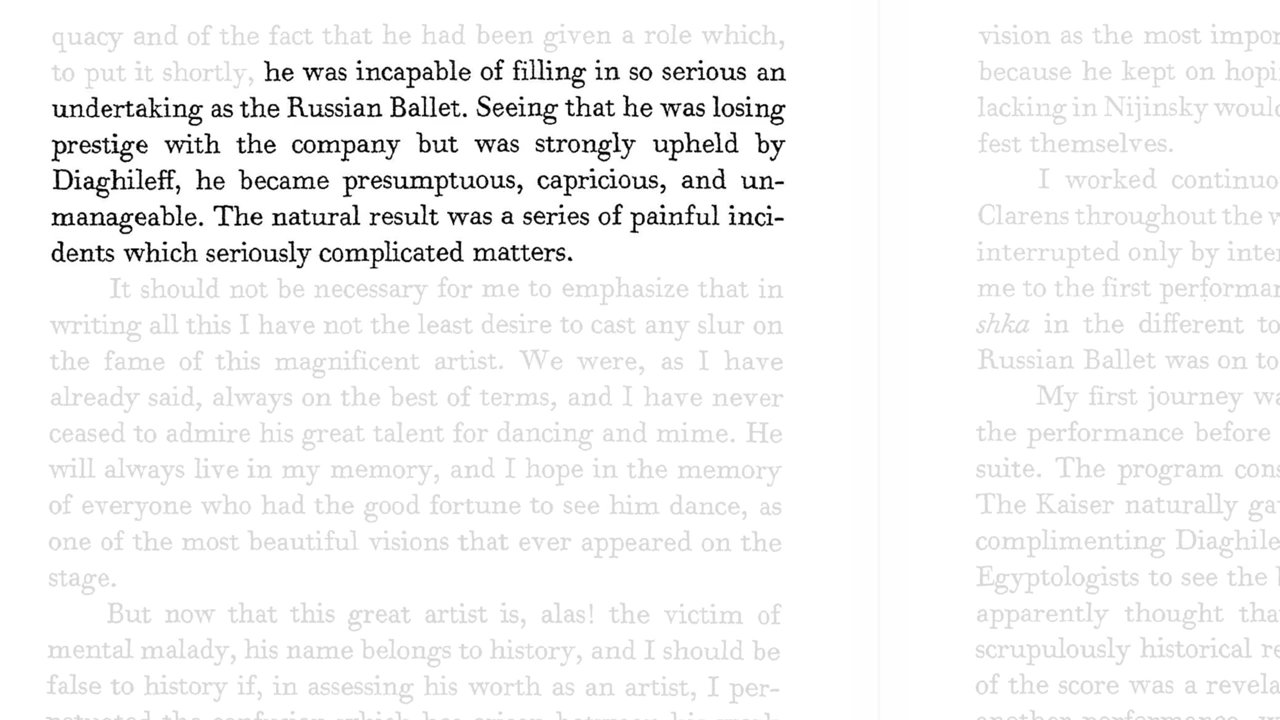 quacy and of the fact that he had been given a role which,
to put it shortly, he was incapable of filling in so serious an
undertaking as the Russian Ballet. Seeing that he was losing
prestige with the company but was strongly upheld by
Diaghileff, he became presumptuous, capricious, and un-
manageable. The natural result was a series of painful inci-
dents which seriously complicated matters.
It should not be necessary for me to emphasize that in
writing all this I have not the least desire to cast any slur on
the fame of this magnificent artist. We were, as I have
already said, always on the best of terms, and I have never
ceased to admire his great talent for dancing and mime. He
will always live in my memory, and I hope in the memory
of everyone who had the good fortune to see him dance, as
one of the most beautiful visions that ever appeared on the
stage.
But now that this great artist is, alas! the victim of
mental malady, his name belongs to history, and I should be
false to history if, in assessing his worth as an artist, I per-
vision as the most impor
because he kept on hopi
lacking in Nijinsky would
fest themselves.
I worked continuo
Clarens throughout the w
interrupted only by inter
me to the first performan
shka in the different to
Russian Ballet was on to
My first journey wa
the performance before
suite. The program cons
The Kaiser naturally ga
complimenting Diaghile
Egyptologists to see the
apparently thought tha
scrupulously historical re
of the score was a revela